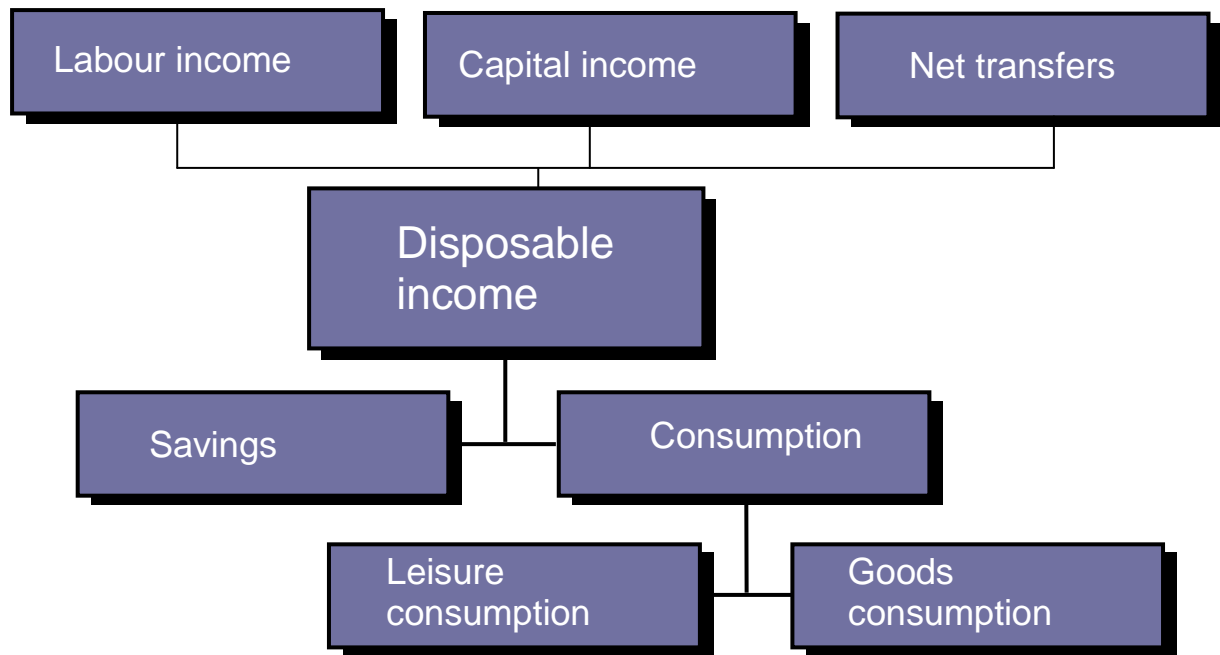 Labour income
Capital income
Net transfers
Disposable
income
Savings
Consumption
Leisure
consumption
Goods
consumption